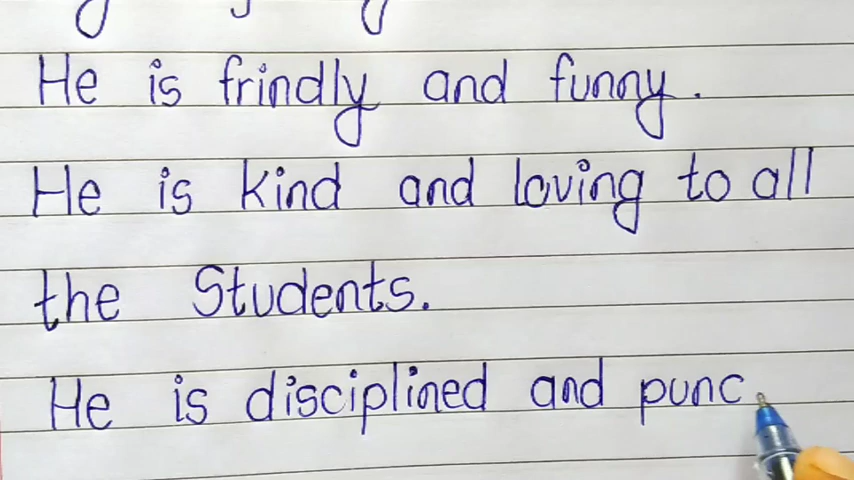 He is frindly and funny.
He is kind and loving to all
the Students.
He is disciplined and punc